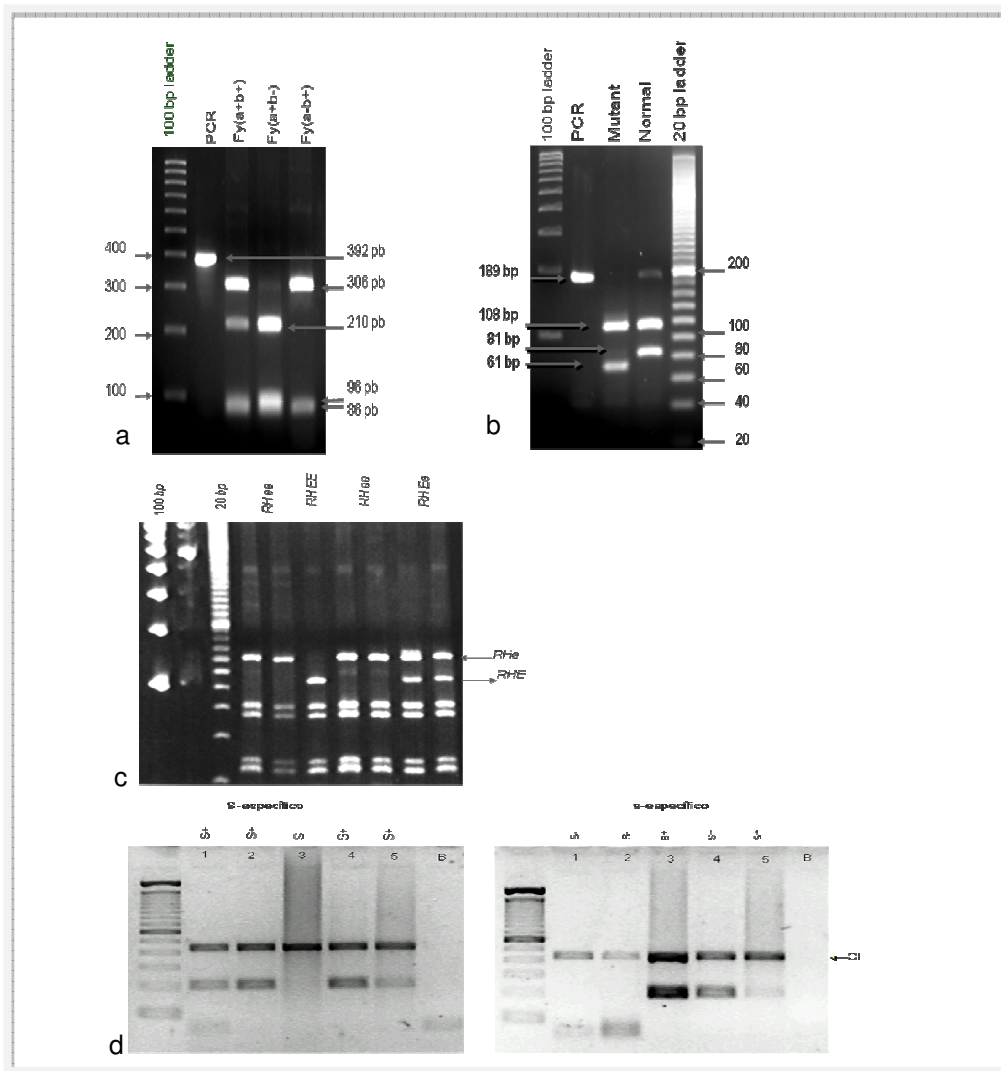 100 bp ladder
PCR
Fy(a+b+)
Fy(a+b-)
Fy(a-b+)
400
300
200
100
392 pb
306 pb
210 pb
96 pb
86 pb
a
100 bp ladder
PCR
Mutant
Normal
20 bp ladder
189 bp
108 bp
81 bp
61 bp
200
100
80
60
40
20
b
100 bp
20 bp
RHee
RHEE
RHee
RHEe
RHe
RHE
c
S-específico
S+
S+
S
S+
S+
1
2
3
4
5
B
s-específico
1
2
3
4
5
B
CI
d